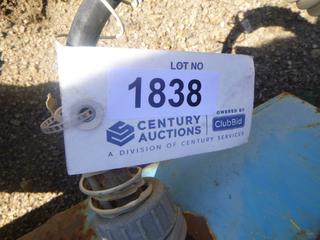 LOT NO
1838
CENTURY
AUCTIONS
POWERED BY
ClubBid
A DIVISION OF CENTURY SERVICES